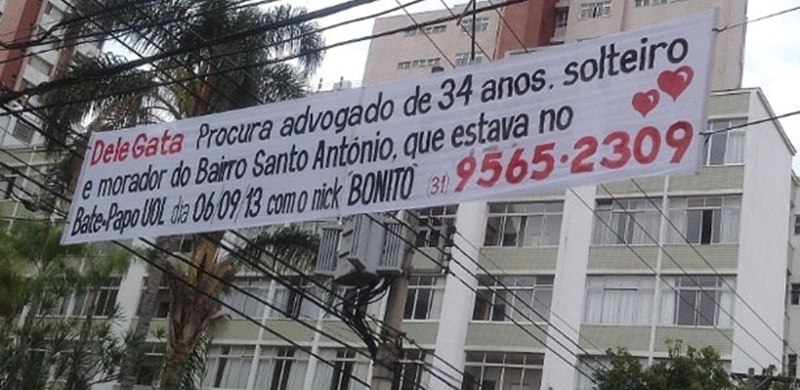 DeleGata Procura advogado de 34 anos, solteiro
e morador do Bairro Santo Antônio, que estava no
Bate-Papo UOL dia 06/09/13 com o nick "BONITO" (31) 9565-2309